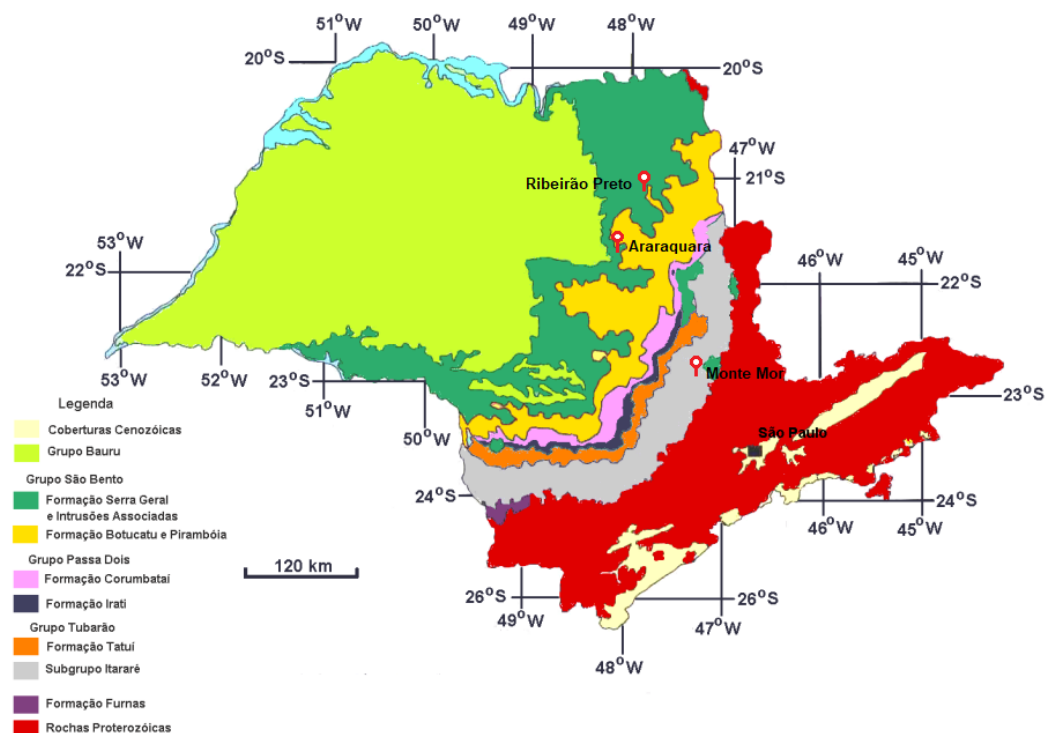 51°W
50°W
49°W
48°W
20°S
20°S
47°W
21°S
Ribeirão Preto
53°W
Araraquara
46°W
45°W
22°S
22°S
Monte Mor
53°W
52°W
23°S
51°W
23°S
50°W
São Paulo
24°S
24°S
46°W
45°W
120 km
26°S
26°S
49°W
47°W
48°W
Legenda
Coberturas Cenozóicas
Grupo Bauru
Grupo São Bento
Formação Serra Geral
e Intrusões Associadas
Formação Botucatu e Pirambóia
Grupo Passa Dois
Formação Corumbataí
Formação Irati
Grupo Tubarão
Formação Tatuí
Subgrupo Itararé
Formação Furnas
Rochas Proterozóicas